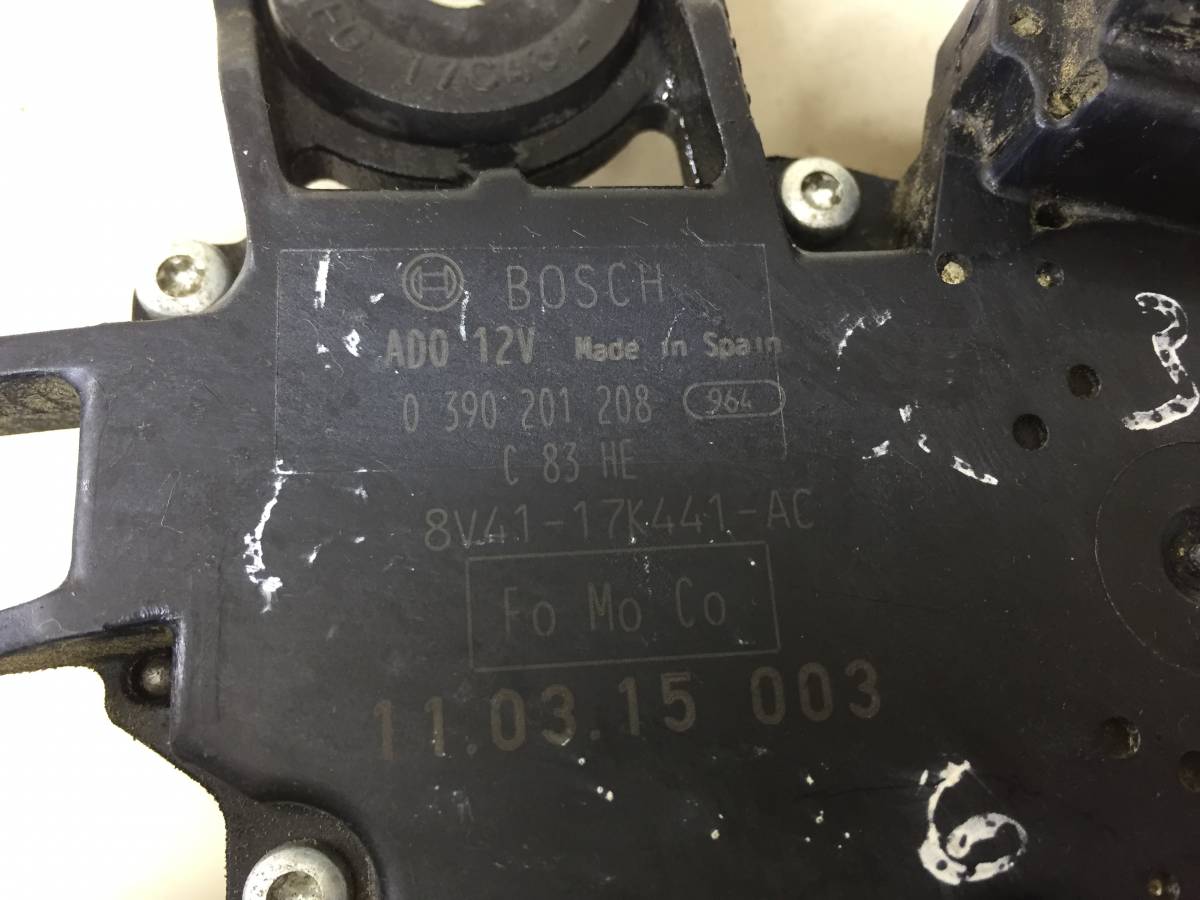 BOSCH
ADO 12V Made in Spain
0 390 201 208 964
C 83 HE
8V41-17K441-AC
Fo Mo Co
11.03.15 003
6